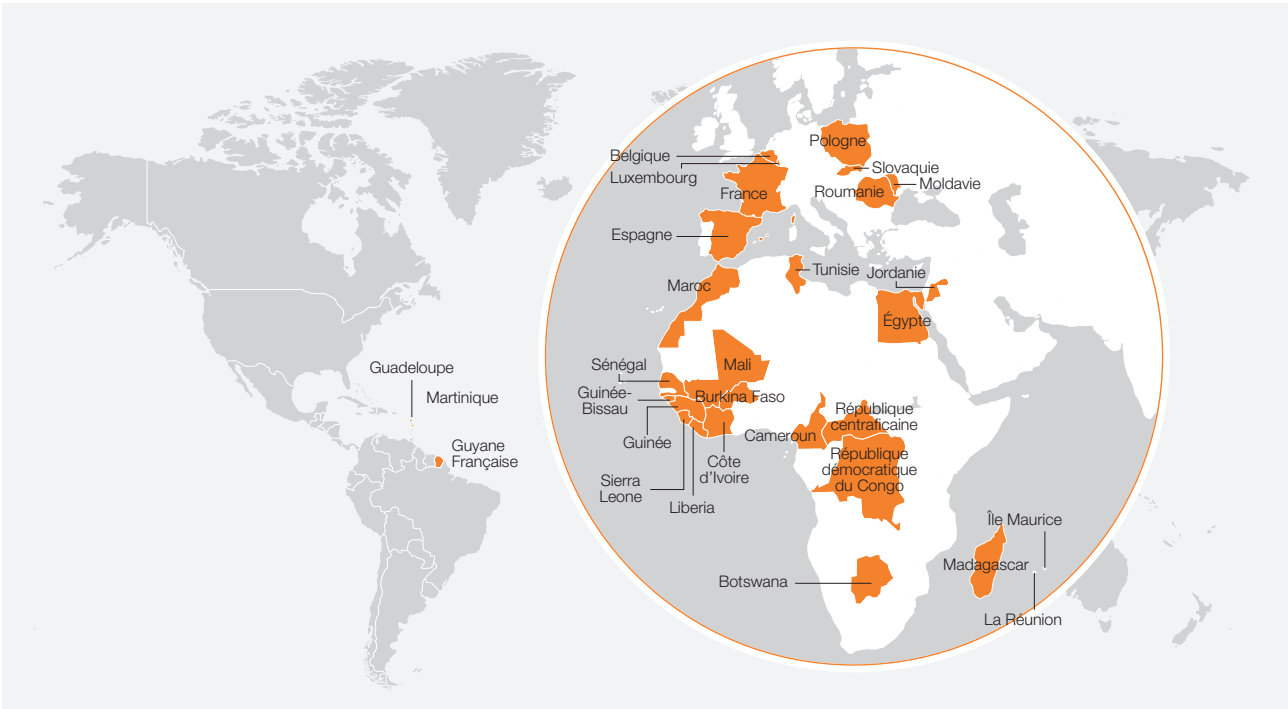 Guadeloupe
Martinique
Guyane
Française
Belgique
Luxembourg
France
Espagne
Pologne
Slovaquie
Moldavie
Roumanie
Tunisie
Jordanie
Maroc
Égypte
Sénégal
Mali
Guinée-
Bissau
Burkina Faso
Guinée
Sierra
Leone
Liberia
Côte
d'Ivoire
Cameroun
République
centraficaine
République
démocratique
du Congo
Île Maurice
Madagascar
La Réunion
Botswana